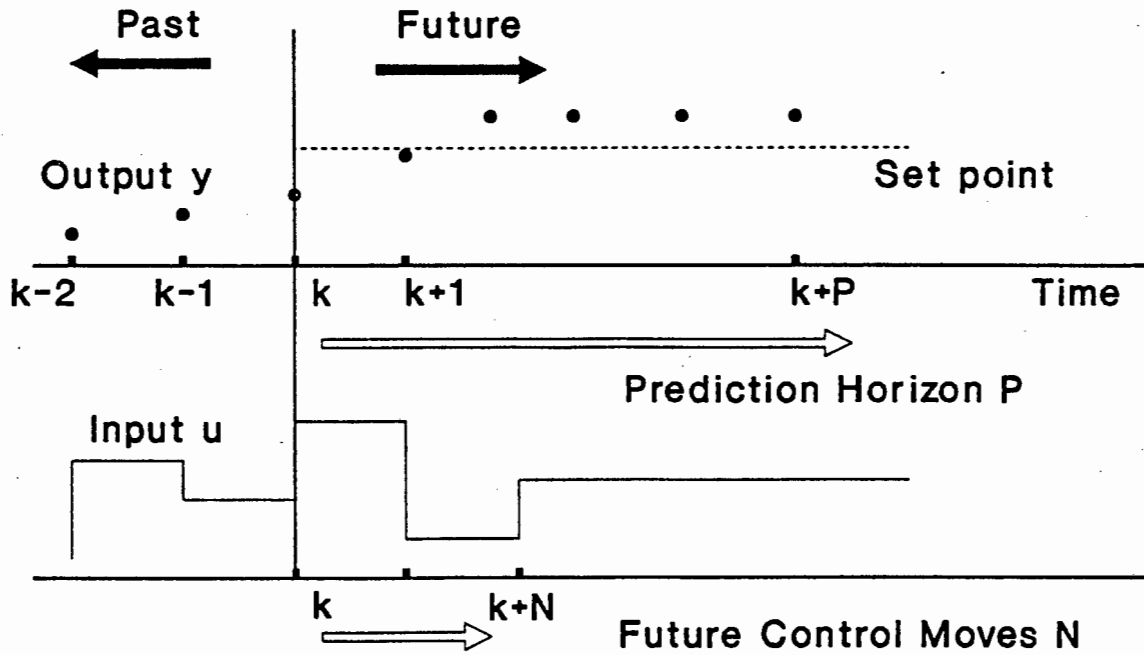 Past Future
Output y
Set point
k-2 k-1 k k+1 k+P Time
Prediction Horizon P
Input u
k k+N
Future Control Moves N